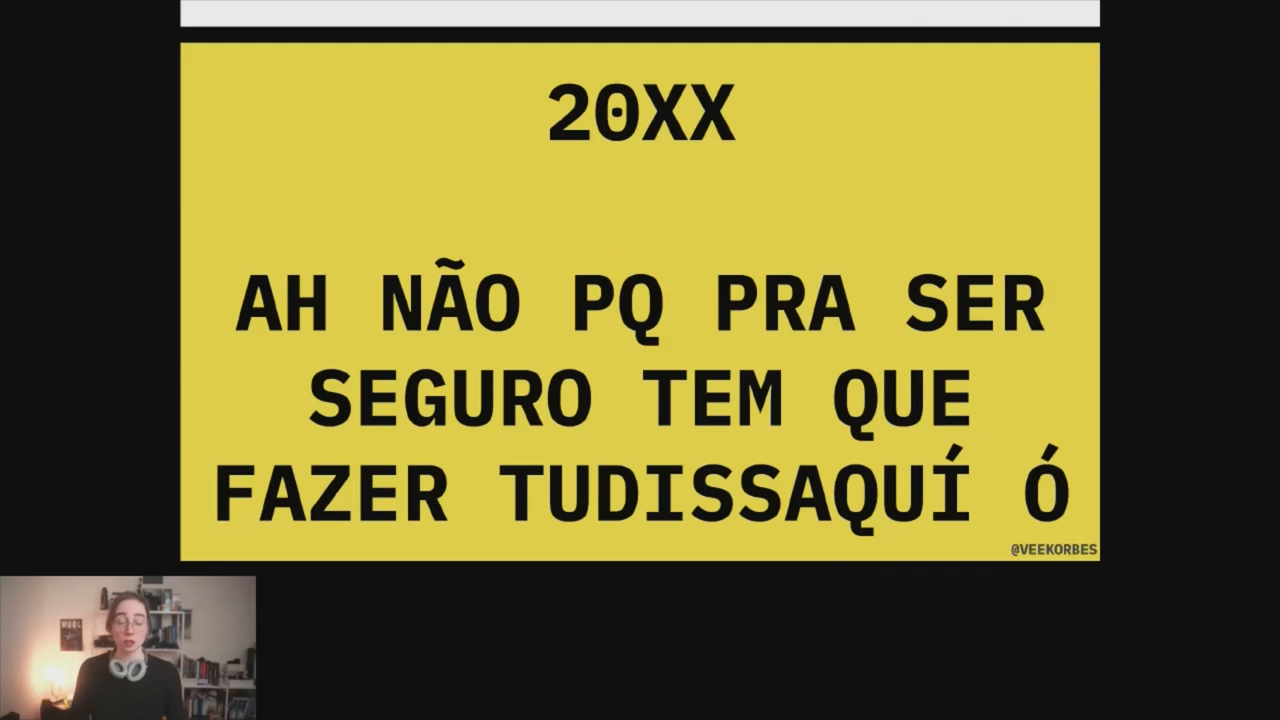 20XX
AH NÃO PQ PRA SER
SEGURO TEM QUE
FAZER TUDISSAQUÍ Ó
@VEEKORBES